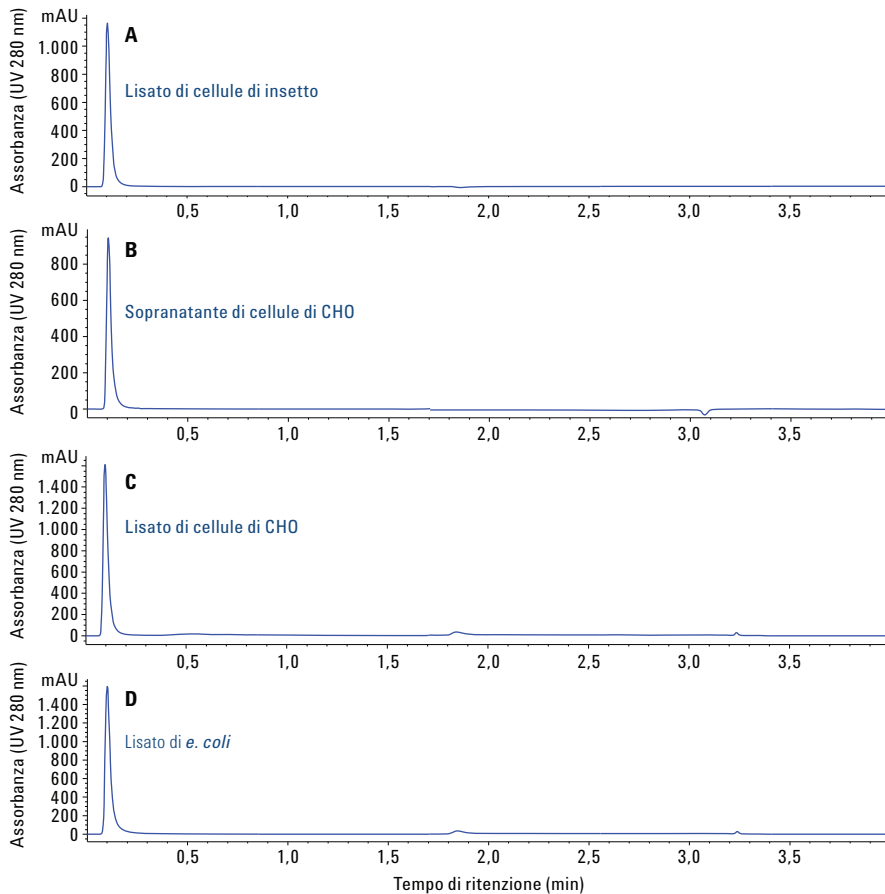 mAU
A
1.000
Lisato di cellule di insetto
800
600
400
200
0
Assorbanza (UV 280 nm)
0,5 1,0 1,5 2,0 2,5 3,0 3,5
mAU
B
800
600
Sopranatante di cellule di CHO
400
200
0
Assorbanza (UV 280 nm)
0,5 1,0 1,5 2,0 2,5 3,0 3,5
mAU
C
1.400
1.200
Lisato di cellule di CHO
1.000
800
600
400
200
0
Assorbanza (UV 280 nm)
0,5 1,0 1,5 2,0 2,5 3,0 3,5
mAU
D
1.400
1.200
Lisato di e. coli
1.000
800
600
400
200
0
Assorbanza (UV 280 nm)
0,5 1,0 1,5 2,0 2,5 3,0 3,5
Tempo di ritenzione (min)